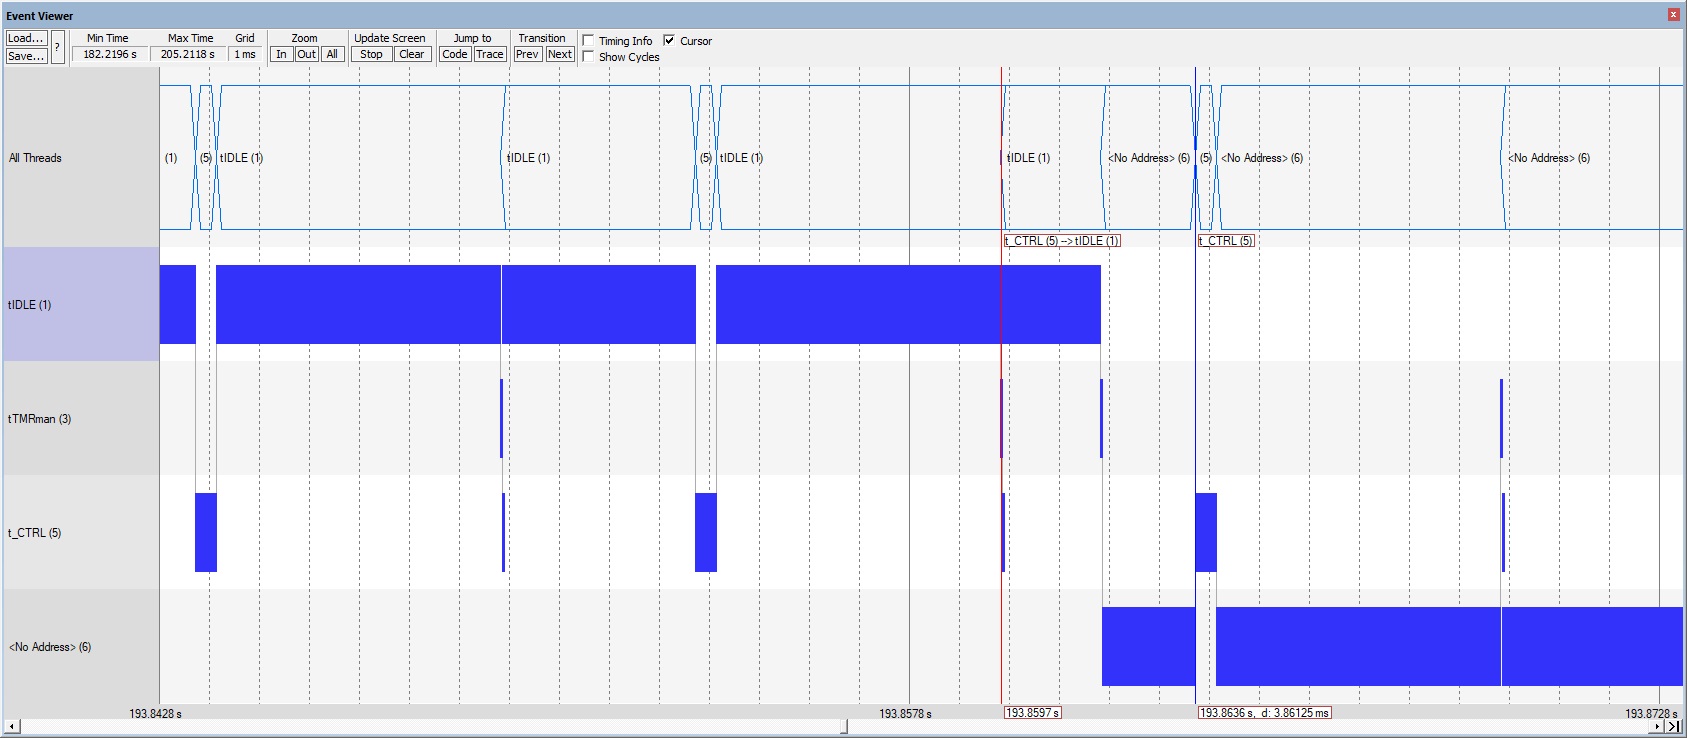 Event Viewer
Load... Save... ?
Min Time Max Time Grid
182.2196 s 205.2118 s 1 ms
Zoom
In Out All
Update Screen
Stop Clear
Jump to
Code Trace
Transition
Prev Next
Timing Info Cursor
Show Cycles
All Threads
(1) (5) tIDLE (1) tIDLE (1) (5) tIDLE (1) tIDLE (1) <No Address> (6) (5) <No Address> (6) <No Address> (6)
t_CTRL (5) --> tIDLE (1) t_CTRL (5)
tIDLE (1)
tTMRman (3)
t_CTRL (5)
<No Address> (6)
193.8428 s 193.8578 s 193.8597 s 193.8636 s, d: 3.86125 ms 193.8728 s